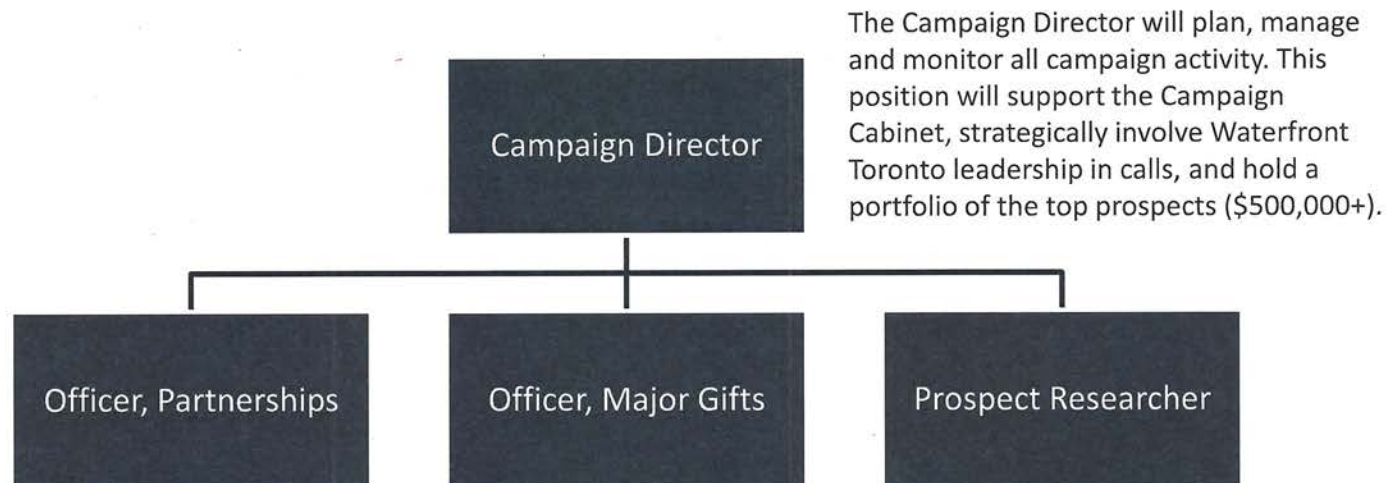 The Campaign Director will plan, manage
and monitor all campaign activity. This
position will support the Campaign
Cabinet, strategically involve Waterfront
Toronto leadership in calls, and hold a
portfolio of the top prospects ($500,000+).
Campaign Director
Officer, Partnerships
Officer, Major Gifts
Prospect Researcher